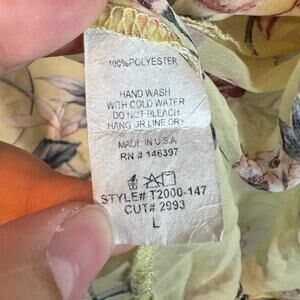 100%POLYESTER
HAND WASH
WITH COLD WATER
DO NOT BLEACH
HANG OR LINE DRY
MADE IN U.S.A
RN # 146397
STYLE# T2000-147
CUT# 2993
L